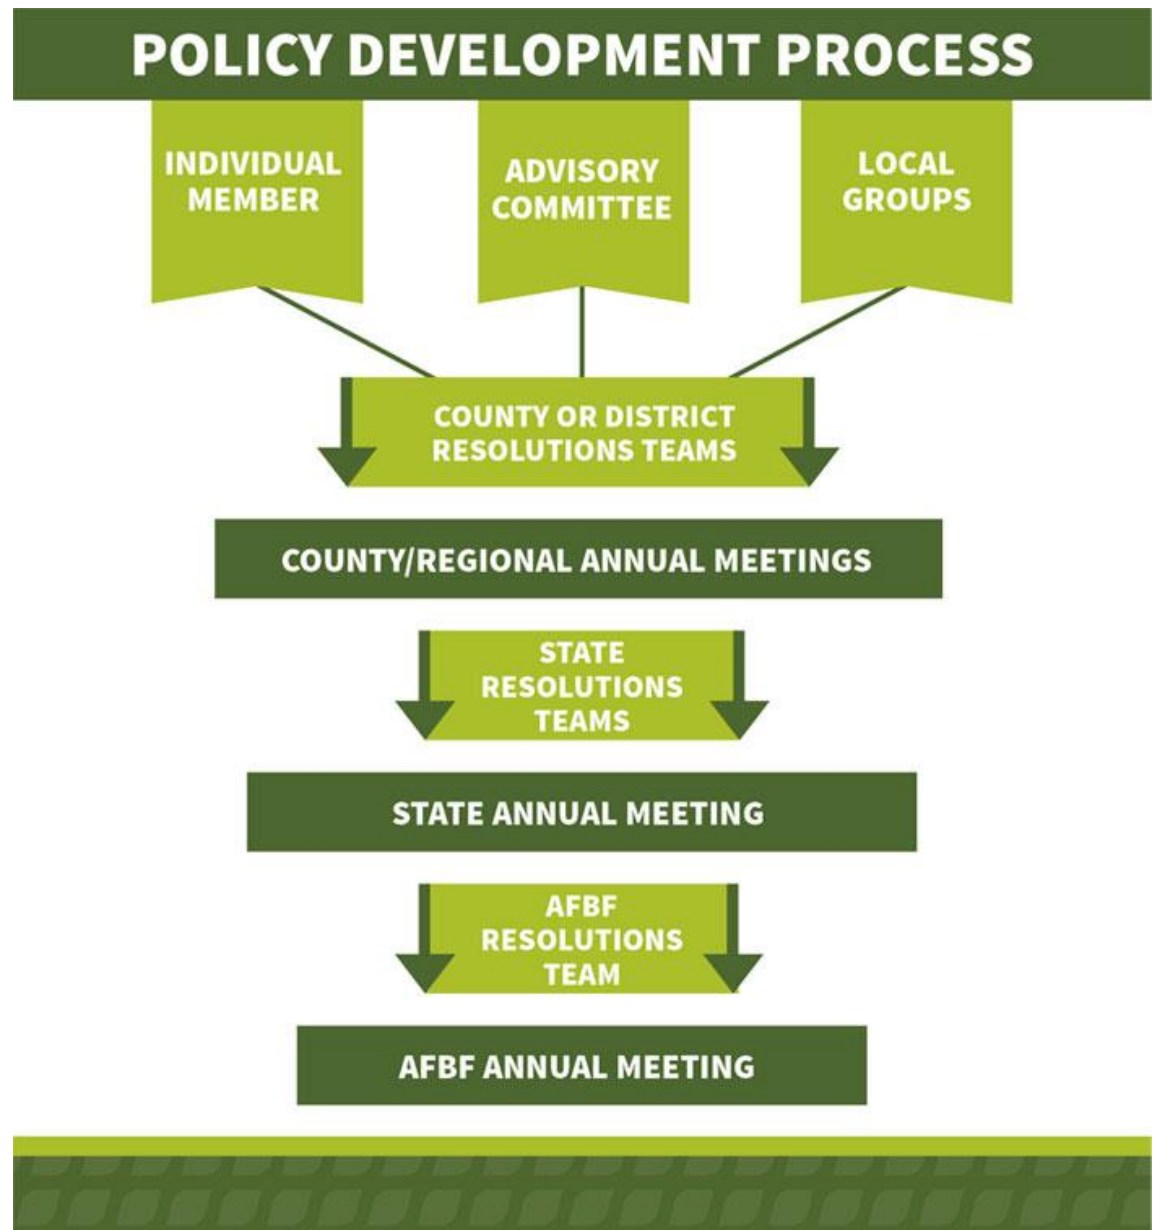 POLICY DEVELOPMENT PROCESS
INDIVIDUAL
MEMBER
ADVISORY
COMMITTEE
LOCAL
GROUPS
COUNTY OR DISTRICT
RESOLUTIONS TEAMS
COUNTY/REGIONAL ANNUAL MEETINGS
STATE
RESOLUTIONS
TEAMS
STATE ANNUAL MEETING
AFBF
RESOLUTIONS
TEAM
AFBF ANNUAL MEETING